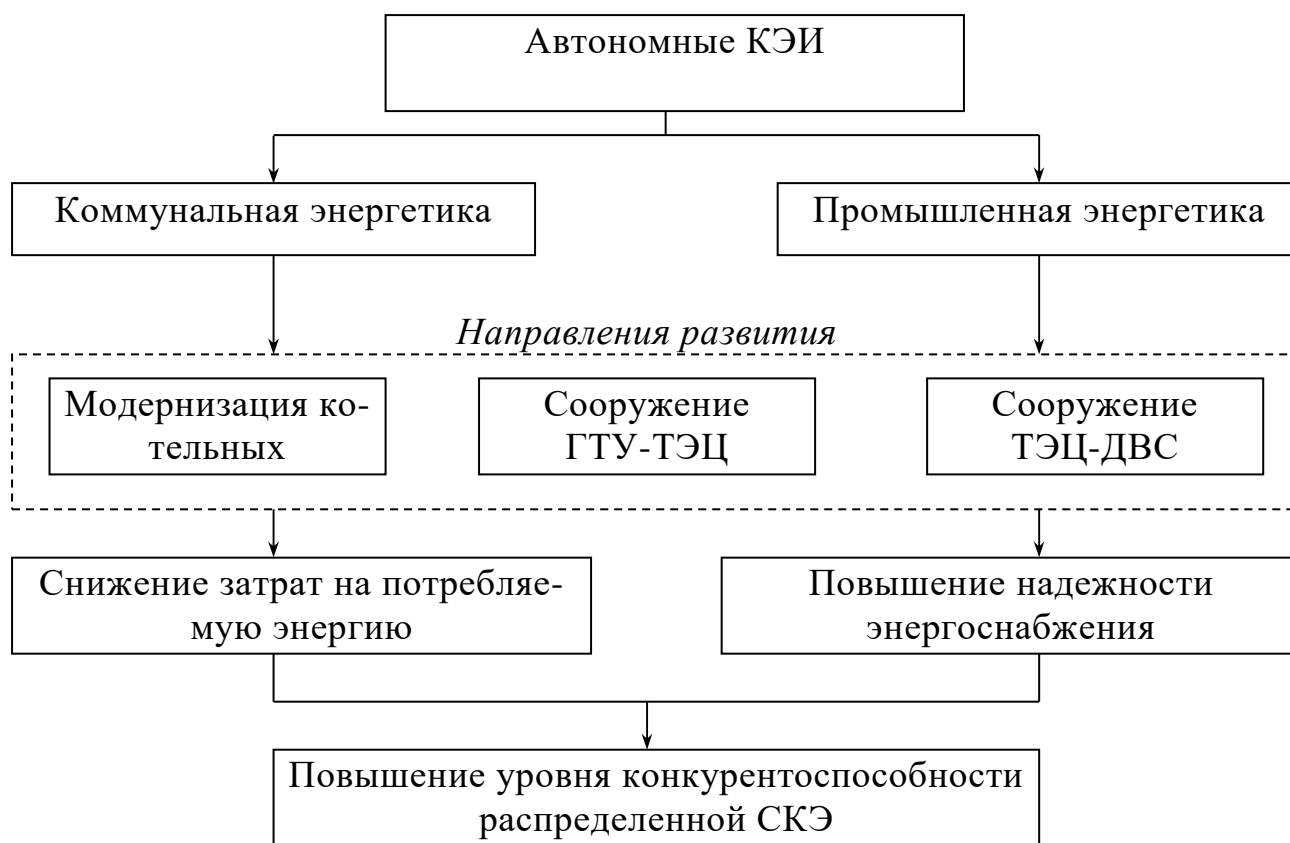 Автономные КЭИ
Коммунальная энергетика
Промышленная энергетика
Направления развития
Модернизация ко-
тельных
Сооружение
ГТУ-ТЭЦ
Сооружение
ТЭЦ-ДВС
Снижение затрат на потребляе-
мую энергию
Повышение надежности
энергоснабжения
Повышение уровня конкурентоспособности
распределенной СКЭ